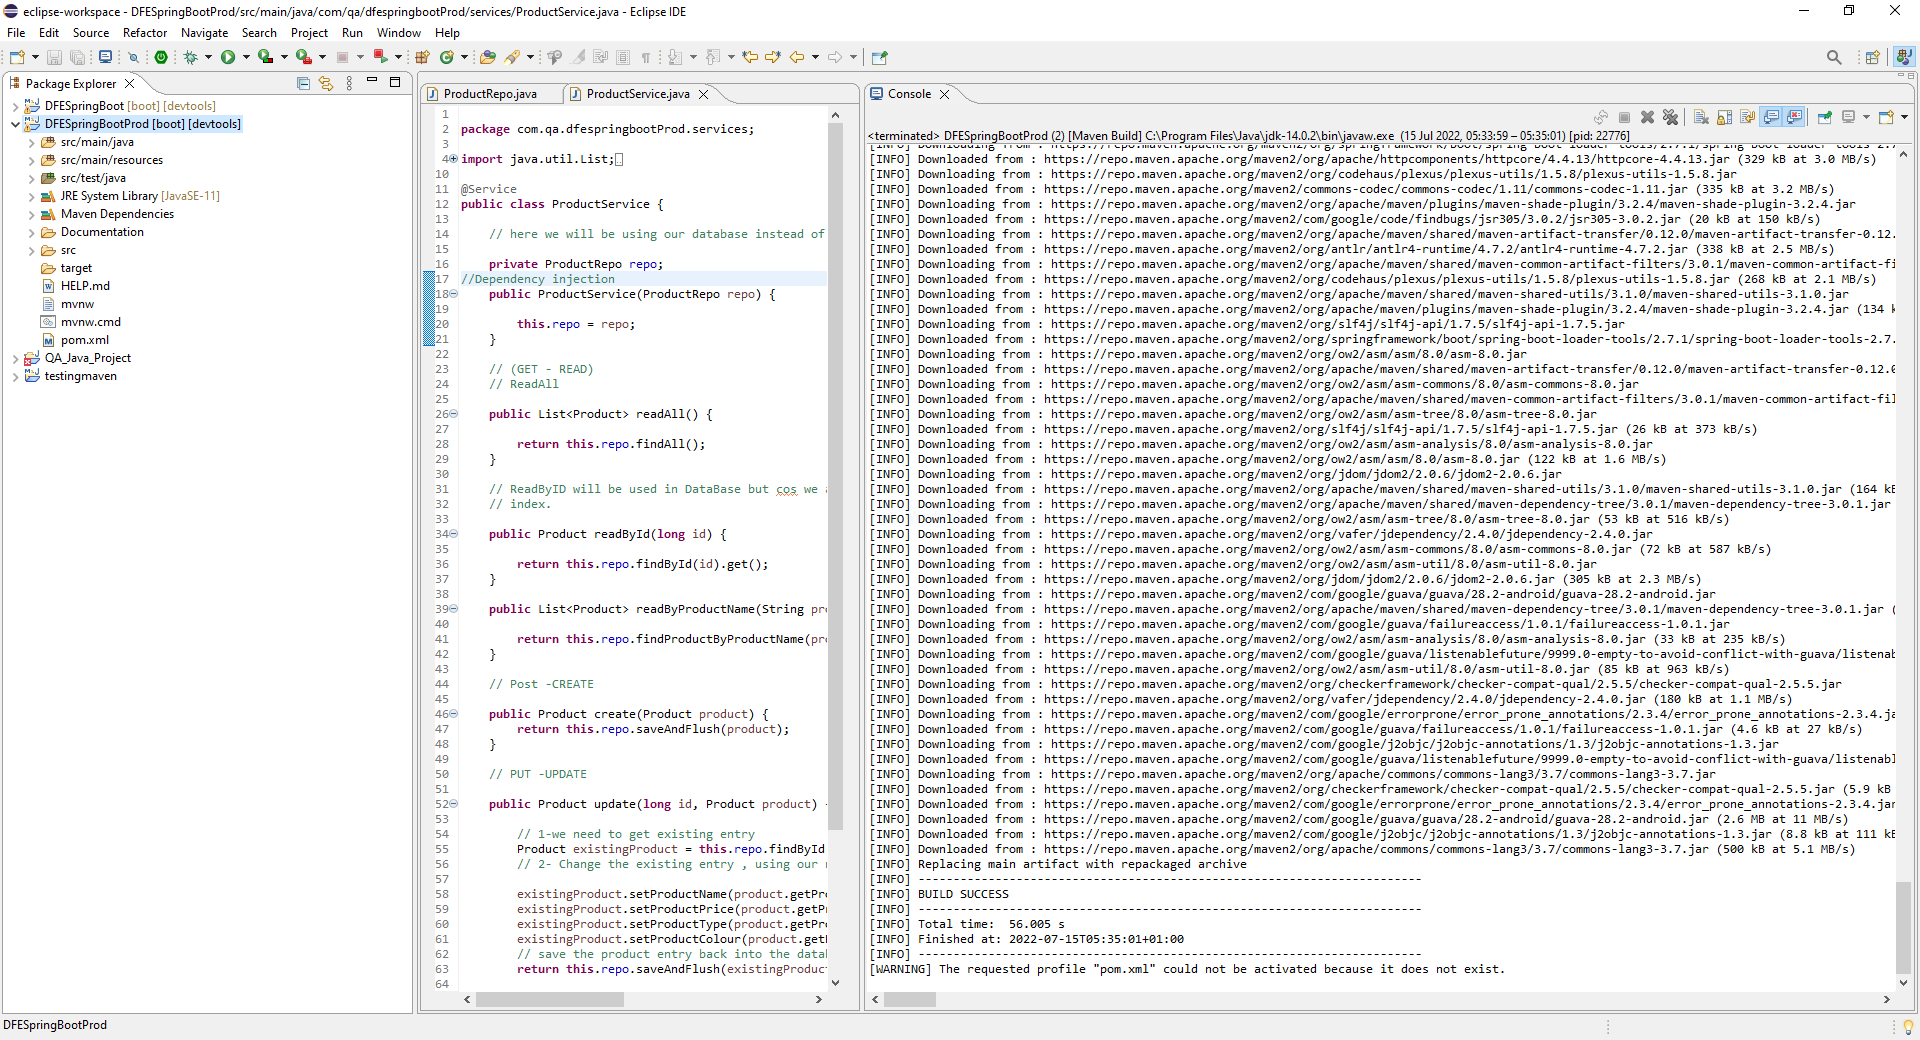 eclipse-workspace - DFESpringBootProd/src/main/java/com/qa/dfespringbootProd/services/ProductService.java - Eclipse IDE
File Edit Source Refactor Navigate Search Project Run Window Help
Package Explorer
DFESpringBoot [boot] [devtools]
DFESpringBootProd [boot] [devtools]
src/main/java
src/main/resources
src/test/java
JRE System Library [JavaSE-11]
Maven Dependencies
Documentation
src
target
HELP.md
mvnw
mvnw.cmd
pom.xml
QA_Java_Project
testingmaven
ProductRepo.java ProductService.java
1
2 package com.qa.dfespringbootProd.services;
3
4 import java.util.List;
10
11 @Service
12 public class ProductService {
13
14 // here we will be using our database instead of
15
16 private ProductRepo repo;
17 //Dependency injection
18 public ProductService(ProductRepo repo) {
19
20 this.repo = repo;
21 }
22
23 // (GET - READ)
24 // ReadAll
25
26 public List<Product> readAll() {
27
28 return this.repo.findAll();
29 }
30
31 // ReadByID will be used in DataBase but cos we a
32 // index.
33
34 public Product readById(long id) {
35
36 return this.repo.findById(id).get();
37 }
38
39 public List<Product> readByProductName(String pro
40
41 return this.repo.findProductByProductName(pro
42 }
43
44 // Post -CREATE
45
46 public Product create(Product product) {
47 return this.repo.saveAndFlush(product);
48 }
49
50 // PUT -UPDATE
51
52 public Product update(long id, Product product) {
53
54 // 1-we need to get existing entry
55 Product existingProduct = this.repo.findById
56 // 2- Change the existing entry , using our n
57
58 existingProduct.setProductName(product.getPro
59 existingProduct.setProductPrice(product.getP
60 existingProduct.setProductType(product.getPro
61 existingProduct.setProductColour(product.get
62 // save the product entry back into the data
63 return this.repo.saveAndFlush(existingProduc
64
Console
<terminated> DFESpringBootProd (2) [Maven Build] C:\Program Files\Java\jdk-14.0.2\bin\javaw.exe (15 Jul 2022, 05:33:59 – 05:35:01) [pid: 22776]
[INFO] Downloaded from : https://repo.maven.apache.org/maven2/org/springframework/boot/spring-boot-loader-tools/2.7.1/spring-boot-loader-tools-2.7.
[INFO] Downloaded from : https://repo.maven.apache.org/maven2/org/apache/httpcomponents/httpcore/4.4.13/httpcore-4.4.13.jar (329 kB at 3.0 MB/s)
[INFO] Downloading from : https://repo.maven.apache.org/maven2/org/codehaus/plexus/plexus-utils/1.5.8/plexus-utils-1.5.8.jar
[INFO] Downloaded from : https://repo.maven.apache.org/maven2/commons-codec/commons-codec/1.11/commons-codec-1.11.jar (335 kB at 3.2 MB/s)
[INFO] Downloading from : https://repo.maven.apache.org/maven2/org/apache/maven/plugins/maven-shade-plugin/3.2.4/maven-shade-plugin-3.2.4.jar
[INFO] Downloaded from : https://repo.maven.apache.org/maven2/com/google/code/findbugs/jsr305/3.0.2/jsr305-3.0.2.jar (20 kB at 150 kB/s)
[INFO] Downloading from : https://repo.maven.apache.org/maven2/org/apache/maven/shared/maven-artifact-transfer/0.12.0/maven-artifact-transfer-0.12.
[INFO] Downloaded from : https://repo.maven.apache.org/maven2/org/antlr/antlr4-runtime/4.7.2/antlr4-runtime-4.7.2.jar (338 kB at 2.5 MB/s)
[INFO] Downloading from : https://repo.maven.apache.org/maven2/org/apache/maven/shared/maven-common-artifact-filters/3.0.1/maven-common-artifact-fi
[INFO] Downloaded from : https://repo.maven.apache.org/maven2/org/codehaus/plexus/plexus-utils/1.5.8/plexus-utils-1.5.8.jar (268 kB at 2.1 MB/s)
[INFO] Downloading from : https://repo.maven.apache.org/maven2/org/apache/maven/shared/maven-shared-utils/3.1.0/maven-shared-utils-3.1.0.jar
[INFO] Downloaded from : https://repo.maven.apache.org/maven2/org/apache/maven/plugins/maven-shade-plugin/3.2.4/maven-shade-plugin-3.2.4.jar (134 k
[INFO] Downloading from : https://repo.maven.apache.org/maven2/org/slf4j/slf4j-api/1.7.5/slf4j-api-1.7.5.jar
[INFO] Downloaded from : https://repo.maven.apache.org/maven2/org/springframework/boot/spring-boot-loader-tools/2.7.1/spring-boot-loader-tools-2.7.
[INFO] Downloading from : https://repo.maven.apache.org/maven2/org/ow2/asm/asm/8.0/asm-8.0.jar
[INFO] Downloaded from : https://repo.maven.apache.org/maven2/org/apache/maven/shared/maven-artifact-transfer/0.12.0/maven-artifact-transfer-0.12.0
[INFO] Downloading from : https://repo.maven.apache.org/maven2/org/ow2/asm/asm-commons/8.0/asm-commons-8.0.jar
[INFO] Downloaded from : https://repo.maven.apache.org/maven2/org/apache/maven/shared/maven-common-artifact-filters/3.0.1/maven-common-artifact-fil
[INFO] Downloading from : https://repo.maven.apache.org/maven2/org/ow2/asm/asm-tree/8.0/asm-tree-8.0.jar
[INFO] Downloaded from : https://repo.maven.apache.org/maven2/org/slf4j/slf4j-api/1.7.5/slf4j-api-1.7.5.jar (26 kB at 373 kB/s)
[INFO] Downloading from : https://repo.maven.apache.org/maven2/org/ow2/asm/asm-analysis/8.0/asm-analysis-8.0.jar
[INFO] Downloaded from : https://repo.maven.apache.org/maven2/org/ow2/asm/asm/8.0/asm-8.0.jar (122 kB at 1.6 MB/s)
[INFO] Downloading from : https://repo.maven.apache.org/maven2/org/jdom/jdom2/2.0.6/jdom2-2.0.6.jar
[INFO] Downloaded from : https://repo.maven.apache.org/maven2/org/apache/maven/shared/maven-shared-utils/3.1.0/maven-shared-utils-3.1.0.jar (164 kB
[INFO] Downloading from : https://repo.maven.apache.org/maven2/org/apache/maven/shared/maven-dependency-tree/3.0.1/maven-dependency-tree-3.0.1.jar
[INFO] Downloaded from : https://repo.maven.apache.org/maven2/org/ow2/asm/asm-tree/8.0/asm-tree-8.0.jar (53 kB at 516 kB/s)
[INFO] Downloading from : https://repo.maven.apache.org/maven2/org/vafer/jdependency/2.4.0/jdependency-2.4.0.jar
[INFO] Downloaded from : https://repo.maven.apache.org/maven2/org/ow2/asm/asm-commons/8.0/asm-commons-8.0.jar (72 kB at 587 kB/s)
[INFO] Downloading from : https://repo.maven.apache.org/maven2/org/ow2/asm/asm-util/8.0/asm-util-8.0.jar
[INFO] Downloaded from : https://repo.maven.apache.org/maven2/org/jdom/jdom2/2.0.6/jdom2-2.0.6.jar (305 kB at 2.3 MB/s)
[INFO] Downloading from : https://repo.maven.apache.org/maven2/com/google/guava/guava/28.2-android/guava-28.2-android.jar
[INFO] Downloaded from : https://repo.maven.apache.org/maven2/org/apache/maven/shared/maven-dependency-tree/3.0.1/maven-dependency-tree-3.0.1.jar (
[INFO] Downloading from : https://repo.maven.apache.org/maven2/com/google/guava/failureaccess/1.0.1/failureaccess-1.0.1.jar
[INFO] Downloaded from : https://repo.maven.apache.org/maven2/org/ow2/asm/asm-analysis/8.0/asm-analysis-8.0.jar (33 kB at 235 kB/s)
[INFO] Downloading from : https://repo.maven.apache.org/maven2/com/google/guava/listenablefuture/9999.0-empty-to-avoid-conflict-with-guava/listenab
[INFO] Downloaded from : https://repo.maven.apache.org/maven2/org/ow2/asm/asm-util/8.0/asm-util-8.0.jar (85 kB at 963 kB/s)
[INFO] Downloading from : https://repo.maven.apache.org/maven2/org/checkerframework/checker-compat-qual/2.5.5/checker-compat-qual-2.5.5.jar
[INFO] Downloaded from : https://repo.maven.apache.org/maven2/org/vafer/jdependency/2.4.0/jdependency-2.4.0.jar (180 kB at 1.1 MB/s)
[INFO] Downloading from : https://repo.maven.apache.org/maven2/com/google/errorprone/error_prone_annotations/2.3.4/error_prone_annotations-2.3.4.ja
[INFO] Downloaded from : https://repo.maven.apache.org/maven2/com/google/guava/failureaccess/1.0.1/failureaccess-1.0.1.jar (4.6 kB at 27 kB/s)
[INFO] Downloading from : https://repo.maven.apache.org/maven2/com/google/j2objc/j2objc-annotations/1.3/j2objc-annotations-1.3.jar
[INFO] Downloaded from : https://repo.maven.apache.org/maven2/com/google/guava/listenablefuture/9999.0-empty-to-avoid-conflict-with-guava/listenabl
[INFO] Downloading from : https://repo.maven.apache.org/maven2/org/apache/commons/commons-lang3/3.7/commons-lang3-3.7.jar
[INFO] Downloaded from : https://repo.maven.apache.org/maven2/org/checkerframework/checker-compat-qual/2.5.5/checker-compat-qual-2.5.5.jar (5.9 kB
[INFO] Downloaded from : https://repo.maven.apache.org/maven2/com/google/errorprone/error_prone_annotations/2.3.4/error_prone_annotations-2.3.4.jar
[INFO] Downloaded from : https://repo.maven.apache.org/maven2/com/google/guava/guava/28.2-android/guava-28.2-android.jar (2.6 MB at 11 MB/s)
[INFO] Downloaded from : https://repo.maven.apache.org/maven2/com/google/j2objc/j2objc-annotations/1.3/j2objc-annotations-1.3.jar (8.8 kB at 111 kB
[INFO] Downloaded from : https://repo.maven.apache.org/maven2/org/apache/commons/commons-lang3/3.7/commons-lang3-3.7.jar (500 kB at 5.1 MB/s)
[INFO] Replacing main artifact with repackaged archive
[INFO] ------------------------------------------------------------------------
[INFO] BUILD SUCCESS
[INFO] ------------------------------------------------------------------------
[INFO] Total time:  56.005 s
[INFO] Finished at: 2022-07-15T05:35:01+01:00
[INFO] ------------------------------------------------------------------------
[WARNING] The requested profile "pom.xml" could not be activated because it does not exist.
DFESpringBootProd